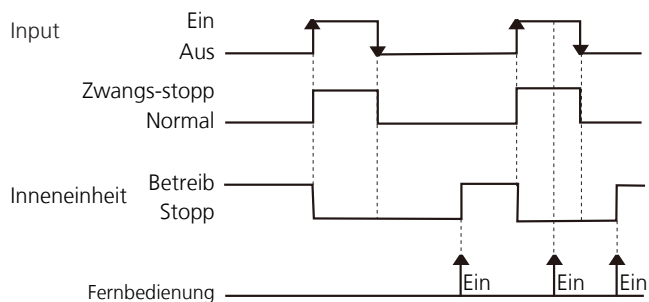 Input
Ein
Aus
Zwangs-stopp
Normal
Inneneinheit
Betreib
Stopp
Fernbedienung
Ein
Ein
Ein